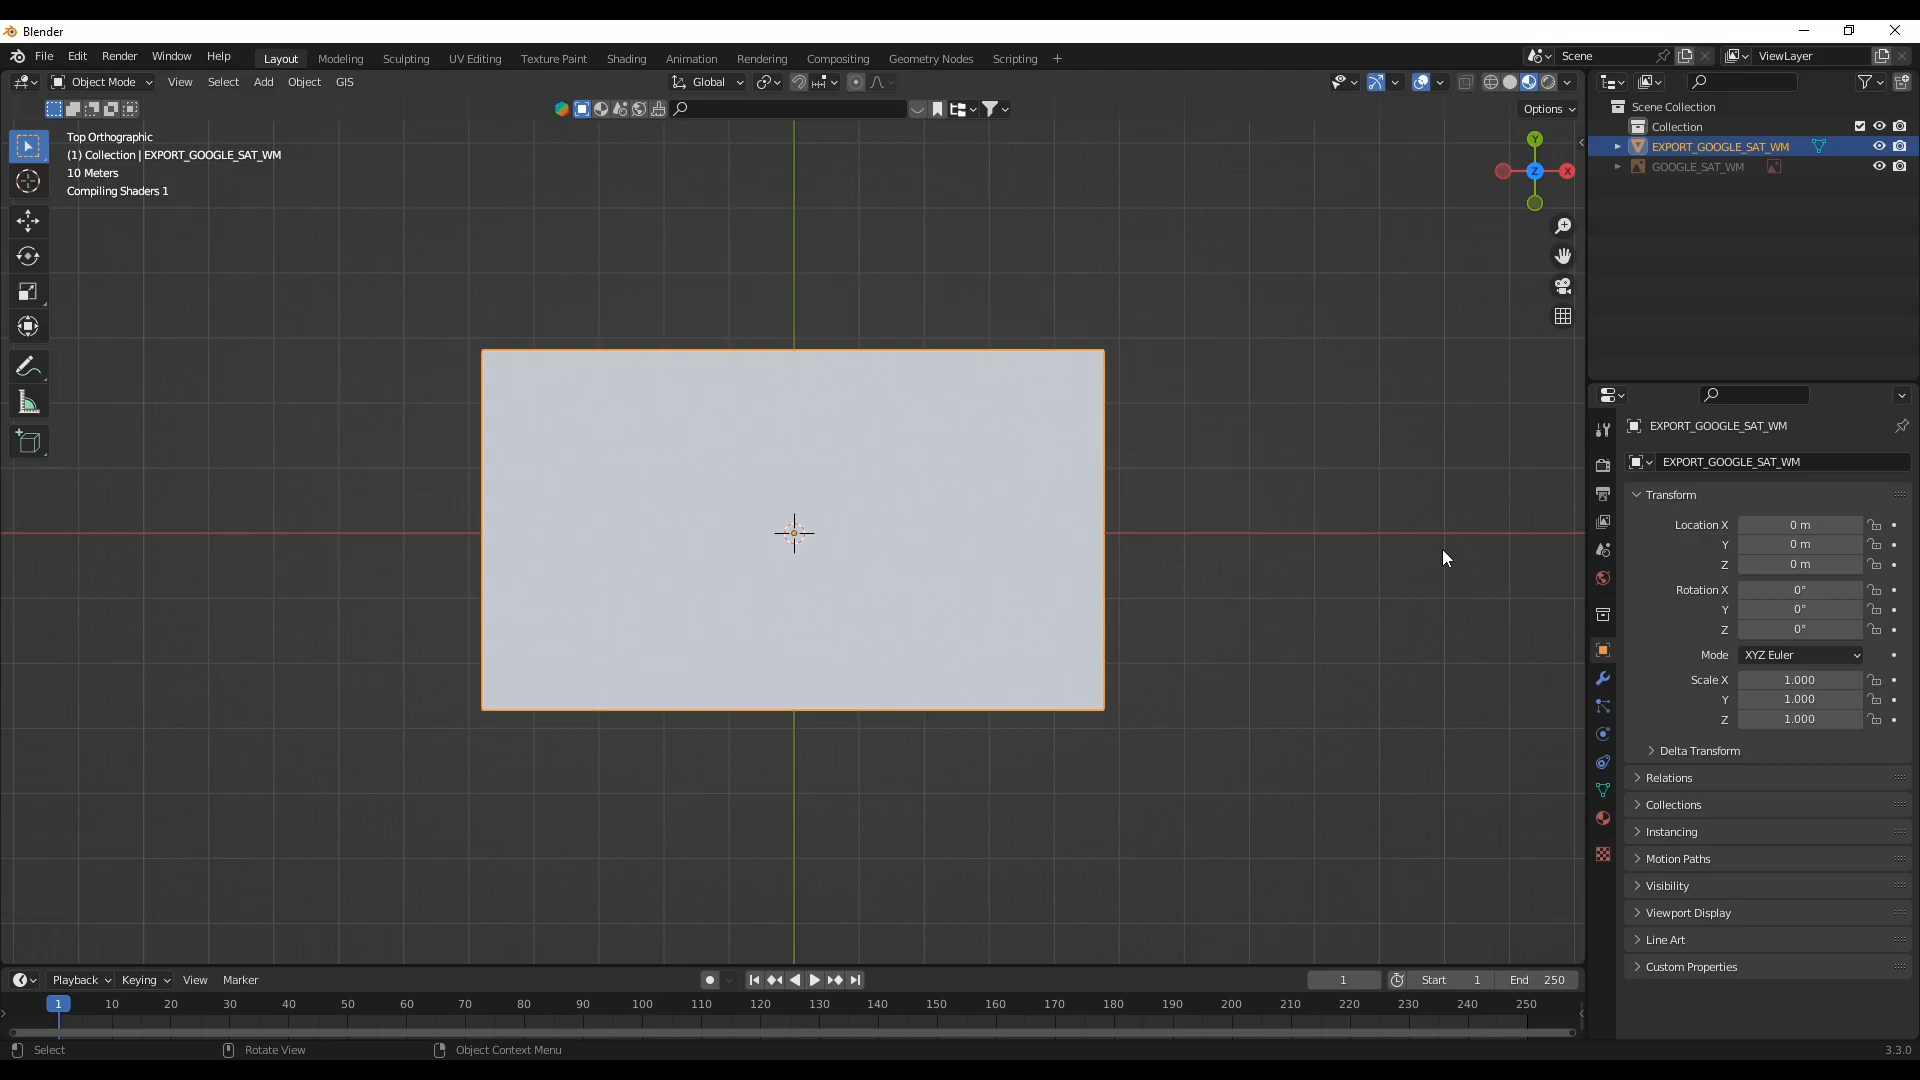 Blender
File Edit Render Window Help Layout Modeling Sculpting UV Editing Texture Paint Shading Animation Rendering Compositing Geometry Nodes Scripting + Scene ViewLayer
Object Mode View Select Add Object GIS Global
Options
Top Orthographic
(1) Collection | EXPORT_GOOGLE_SAT_WM
10 Meters
Compiling Shaders 1
Y
Z X
Scene Collection
Collection
EXPORT_GOOGLE_SAT_WM
GOOGLE_SAT_WM
EXPORT_GOOGLE_SAT_WM
EXPORT_GOOGLE_SAT_WM
Transform
Location X 0 m
Y 0 m
Z 0 m
Rotation X 0°
Y 0°
Z 0°
Mode XYZ Euler
Scale X 1.000
Y 1.000
Z 1.000
Delta Transform
Relations
Collections
Instancing
Motion Paths
Visibility
Viewport Display
Line Art
Custom Properties
Playback Keying View Marker 1 Start 1 End 250
1 10 20 30 40 50 60 70 80 90 100 110 120 130 140 150 160 170 180 190 200 210 220 230 240 250
Select Rotate View Object Context Menu 3.3.0